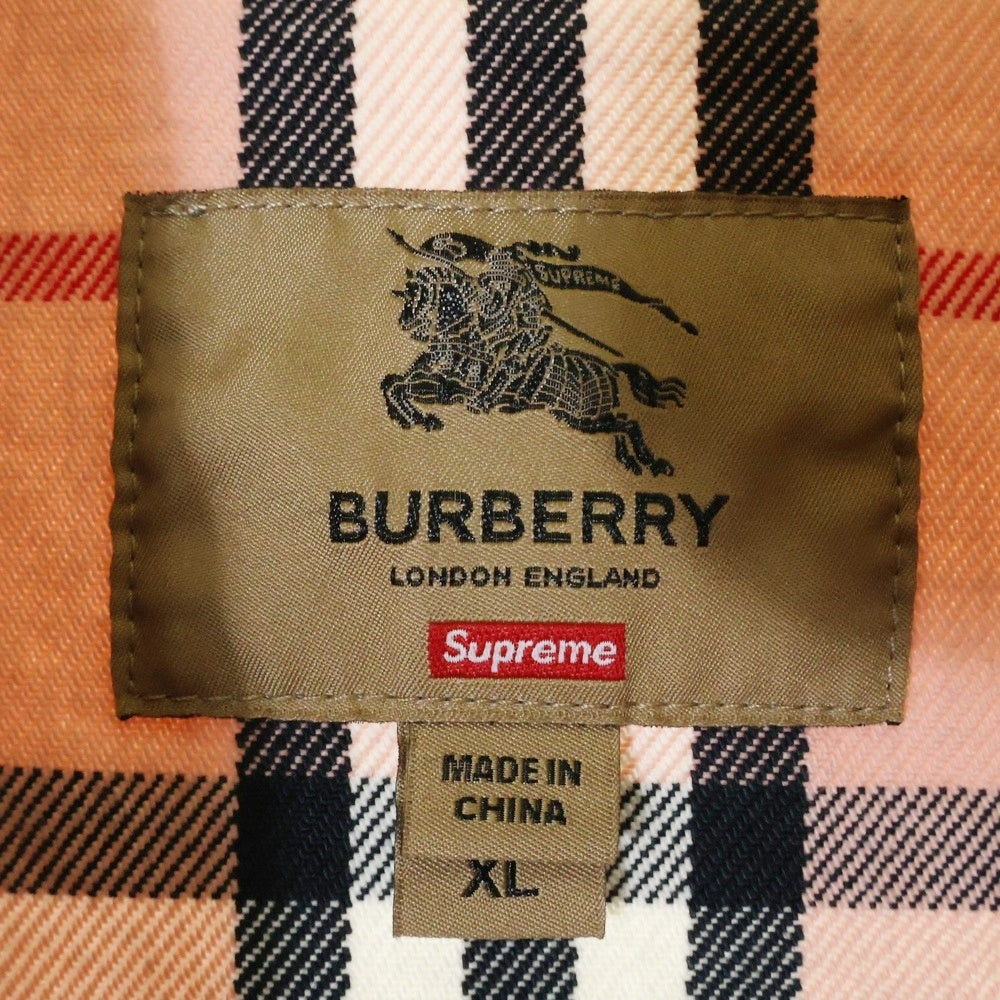 SUPREME
BURBERRY
LONDON ENGLAND
Supreme
MADE IN
CHINA
XL